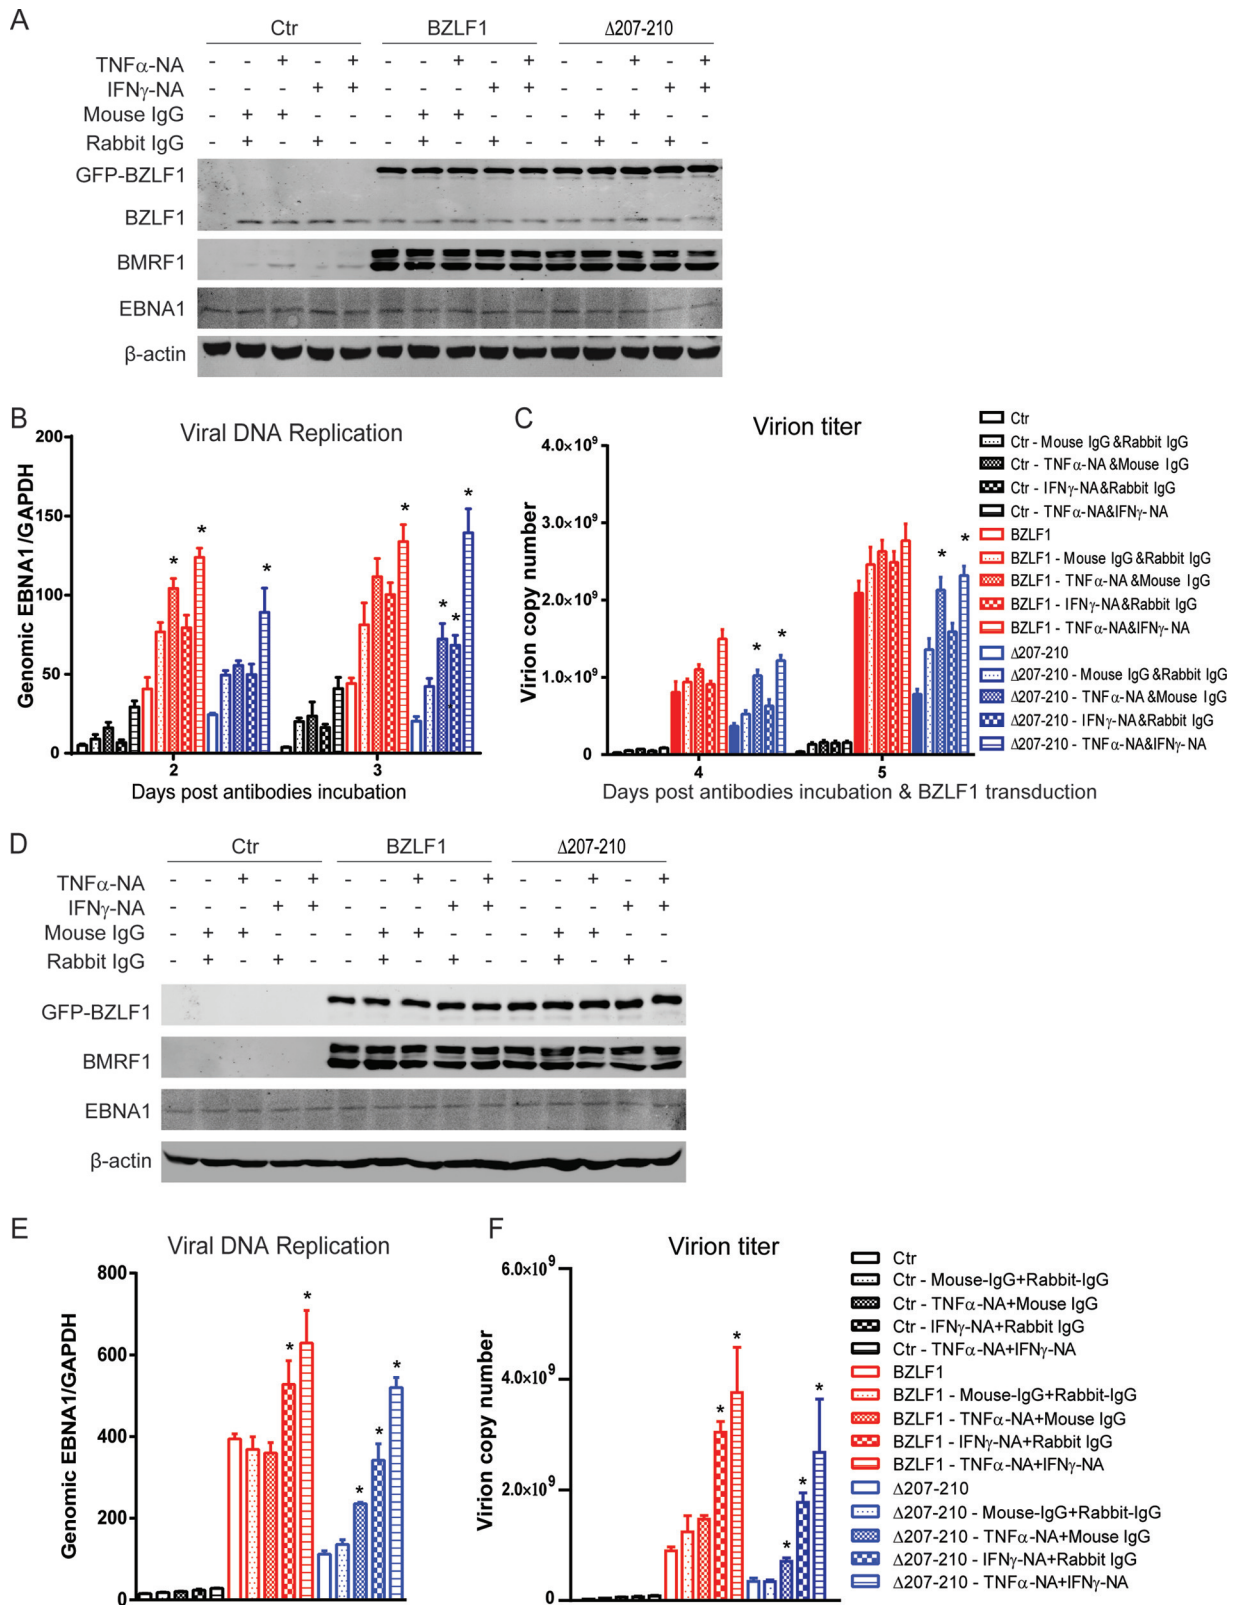 A
Ctr BZLF1 Δ207-210
TNFα-NA - - + - + - - + - + - - + - +
IFNγ-NA - - - + + - - - + + - - - + +
Mouse IgG - + + - - - + + - - - + + - -
Rabbit IgG - + - + - - + - + - - + - + -
GFP-BZLF1
BZLF1
BMRF1
EBNA1
β-actin
B
Viral DNA Replication
Genomic EBNA1/GAPDH
200
150
100
50
0
* * * * * * *
2 3
Days post antibodies incubation
C
Virion titer
Virion copy number
4.0×10⁹
3.0×10⁹
2.0×10⁹
1.0×10⁹
0
* * * *
4 5
Days post antibodies incubation & BZLF1 transduction
Ctr
Ctr - Mouse IgG&Rabbit IgG
Ctr - TNFα-NA&Mouse IgG
Ctr - IFNγ-NA&Rabbit IgG
Ctr - TNFα-NA&IFNγ-NA
BZLF1
BZLF1 - Mouse IgG&Rabbit IgG
BZLF1 - TNFα-NA&Mouse IgG
BZLF1 - IFNγ-NA&Rabbit IgG
BZLF1 - TNFα-NA&IFNγ-NA
Δ207-210
Δ207-210 - Mouse IgG&Rabbit IgG
Δ207-210 - TNFα-NA&Mouse IgG
Δ207-210 - IFNγ-NA&Rabbit IgG
Δ207-210 - TNFα-NA&IFNγ-NA
D
Ctr BZLF1 Δ207-210
TNFα-NA - - + - + - - + - + - - + - +
IFNγ-NA - - - + + - - - + + - - - + +
Mouse IgG - + + - - - + + - - - + + - -
Rabbit IgG - + - + - - + - + - - + - + -
GFP-BZLF1
BMRF1
EBNA1
β-actin
E
Viral DNA Replication
Genomic EBNA1/GAPDH
800
600
400
200
0
* * * * *
F
Virion titer
Virion copy number
6.0×10⁹
4.0×10⁹
2.0×10⁹
0
* * * * *
Ctr
Ctr - Mouse-IgG+Rabbit-IgG
Ctr - TNFα-NA+Mouse IgG
Ctr - IFNγ-NA+Rabbit IgG
Ctr - TNFα-NA+IFNγ-NA
BZLF1
BZLF1 - Mouse-IgG+Rabbit-IgG
BZLF1 - TNFα-NA+Mouse IgG
BZLF1 - IFNγ-NA+Rabbit IgG
BZLF1 - TNFα-NA+IFNγ-NA
Δ207-210
Δ207-210 - Mouse-IgG+Rabbit-IgG
Δ207-210 - TNFα-NA+Mouse IgG
Δ207-210 - IFNγ-NA+Rabbit IgG
Δ207-210 - TNFα-NA+IFNγ-NA